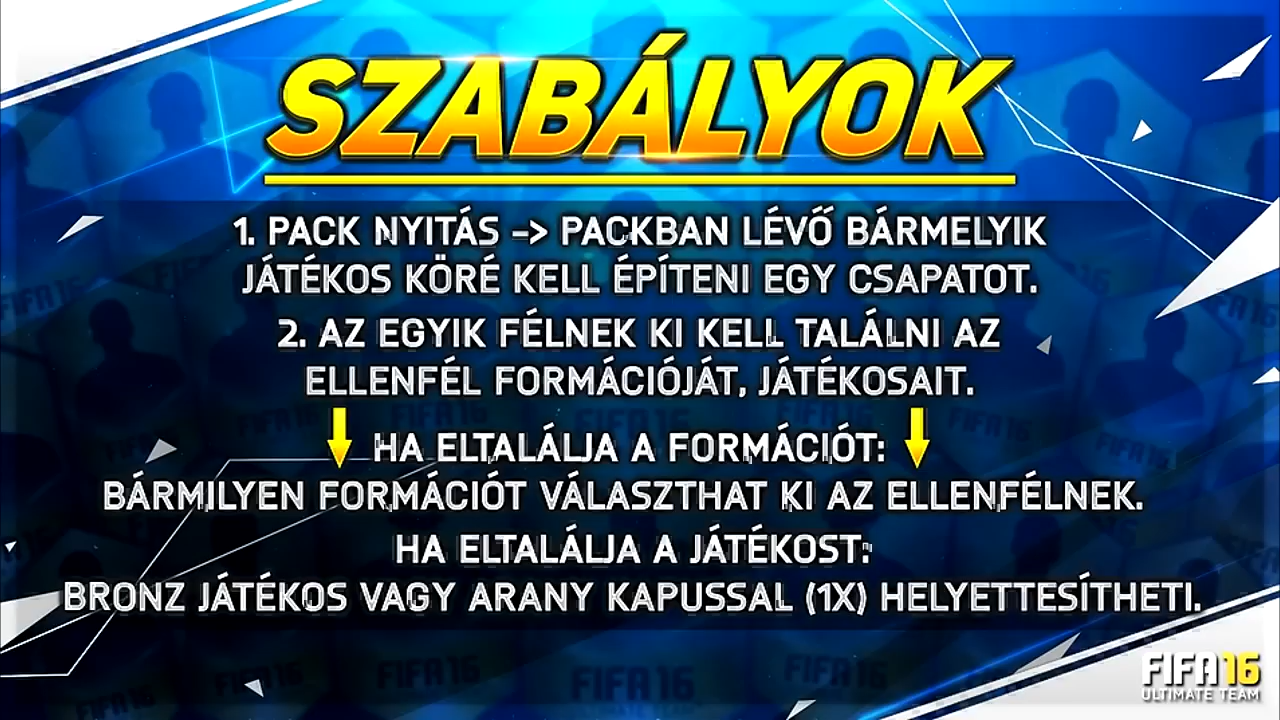 SZABÁLYOK
1. PACK NYITÁS -> PACKBAN LÉVŐ BÁRMELYIK
JÁTÉKOS KÖRÉ KELL ÉPÍTENI EGY CSAPATOT.
2. AZ EGYIK FÉLNEK KI KELL TALÁLNI AZ
ELLENFÉL FORMÁCIÓJÁT, JÁTÉKOSAIT.
HA ELTALÁLJA A FORMÁCIÓT:
BÁRMILYEN FORMÁCIÓT VÁLASZTHAT KI AZ ELLENFÉLNEK.
HA ELTALÁLJA A JÁTÉKOST:
BRONZ JÁTÉKOS VAGY ARANY KAPUSSAL (1X) HELYETTESÍTHETI.
FIFA 16
ULTIMATE TEAM